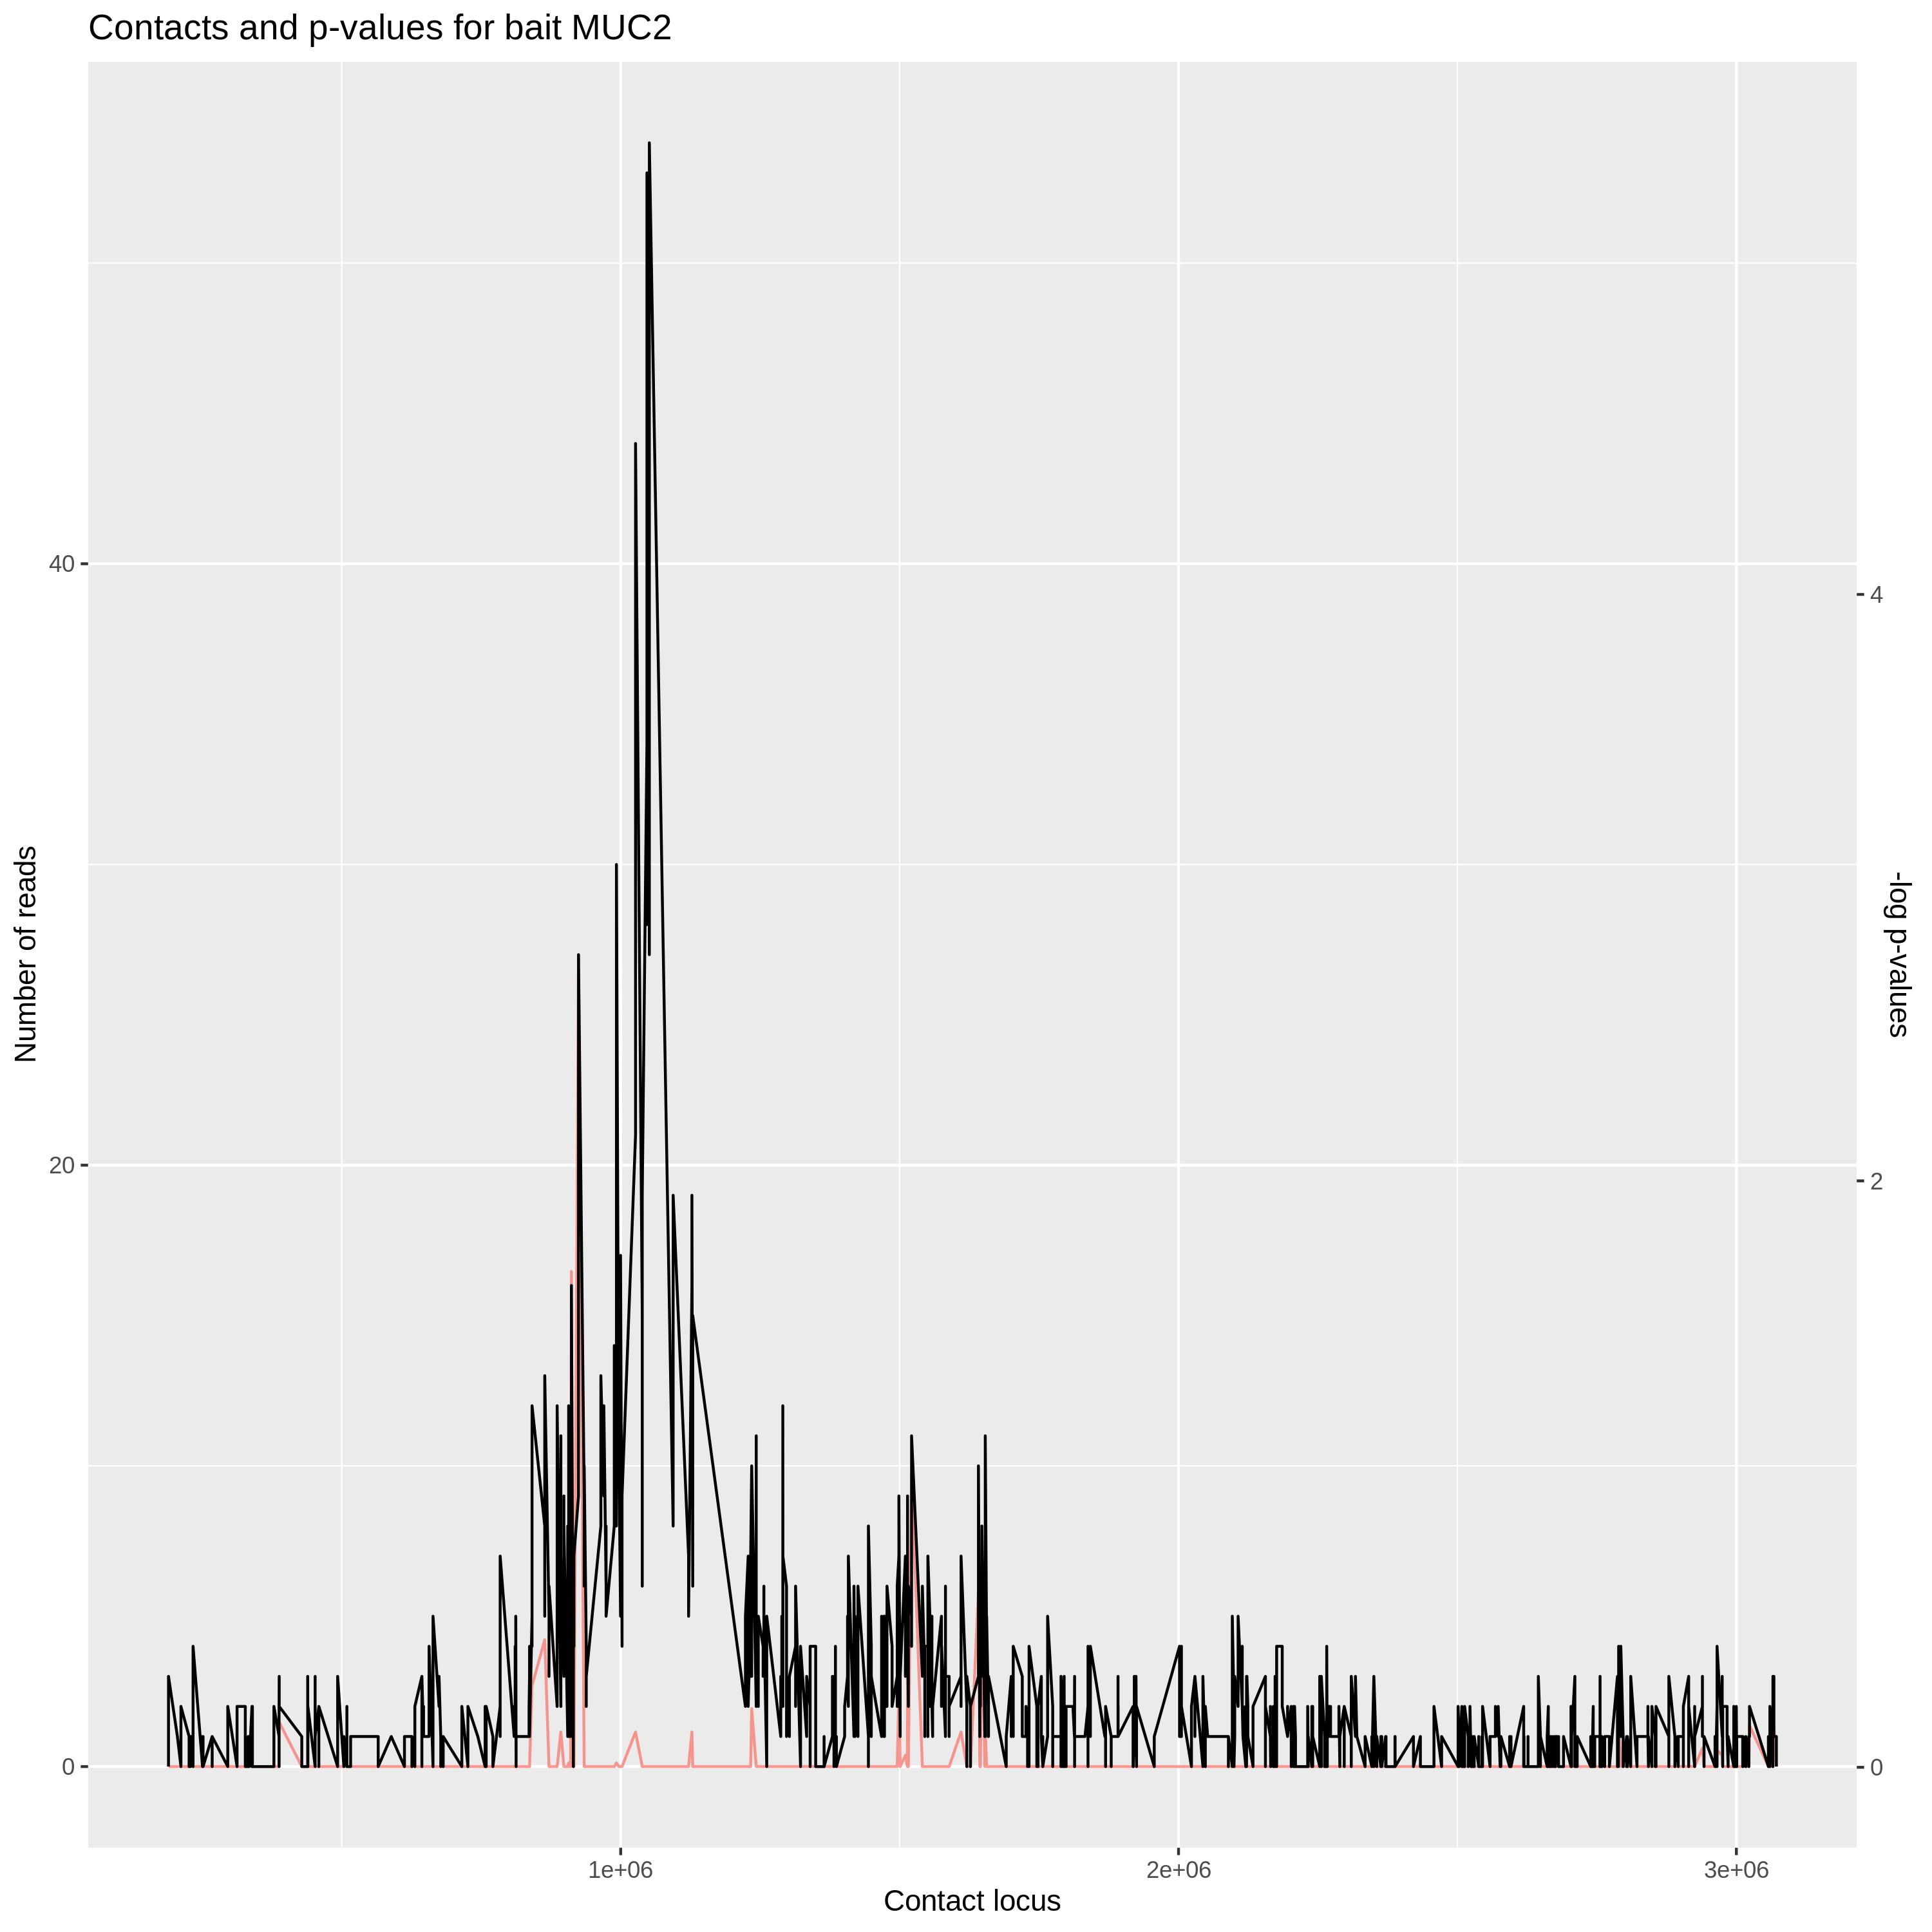 Contacts and p-values for bait MUC2
Number of reads
40
20
0
4
2
0
-log p-values
1e+06
2e+06
3e+06
Contact locus